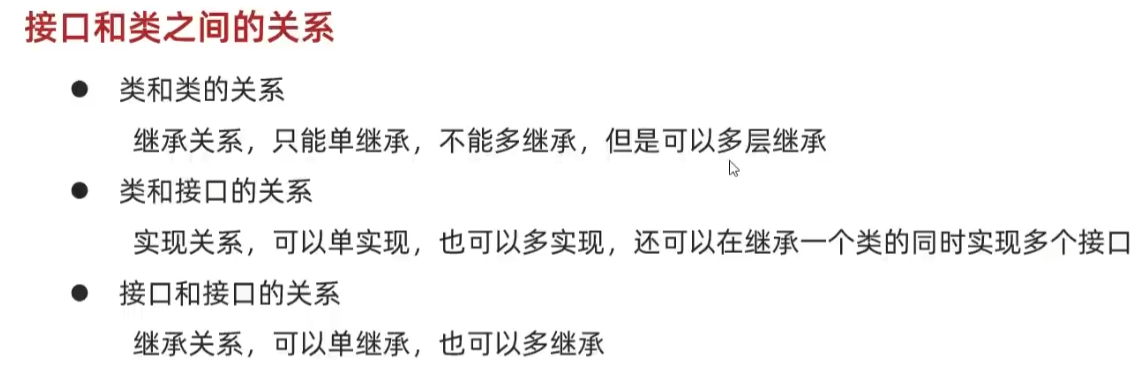 接口和类之间的关系
● 类和类的关系
继承关系，只能单继承，不能多继承，但是可以多层继承
● 类和接口的关系
实现关系，可以单实现，也可以多实现，还可以在继承一个类的同时实现多个接口
● 接口和接口的关系
继承关系，可以单继承，也可以多继承